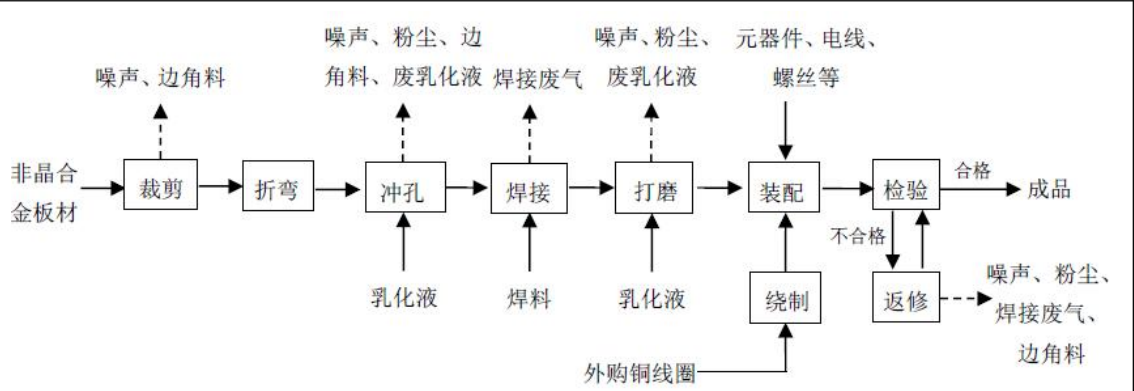 噪声、粉尘、边
角料、废乳化液
噪声、粉尘、
废乳化液
元器件、电线、
螺丝等
噪声、边角料
焊接废气
非晶合
金板材
裁剪
折弯
冲孔
焊接
打磨
装配
检验
合格
成品
不合格
乳化液
焊料
乳化液
绕制
返修
噪声、粉尘、
焊接废气、
边角料
外购铜线圈